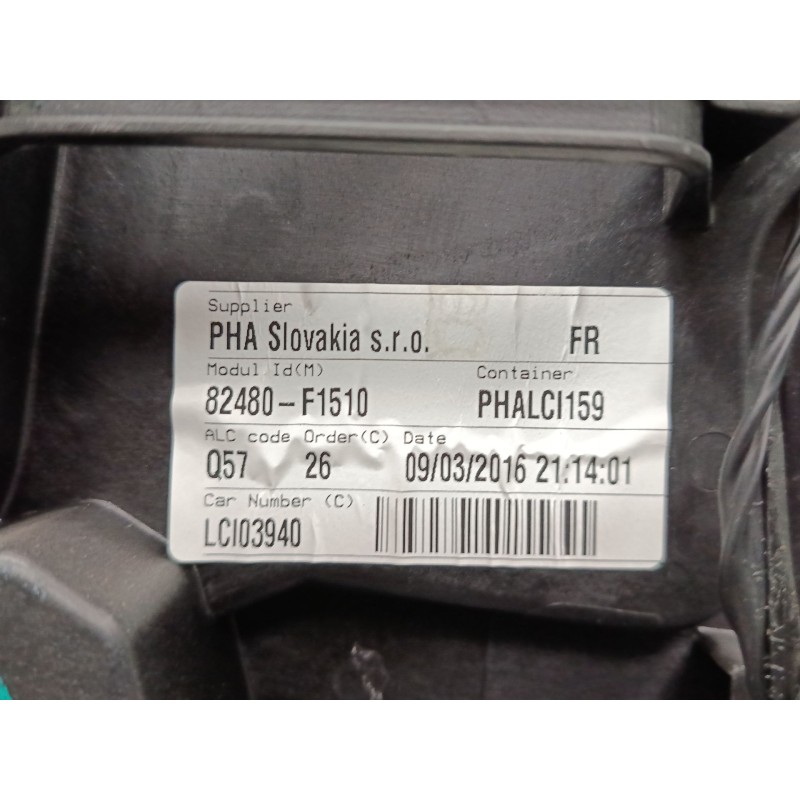 Supplier
PHA Slovakia s.r.o. FR
Modul Id(M) Container
82480-F1510 PHALCI159
ALC code Order(C) Date
Q57 26 09/03/2016 21:14:01
Car Number (C)
LCI03940